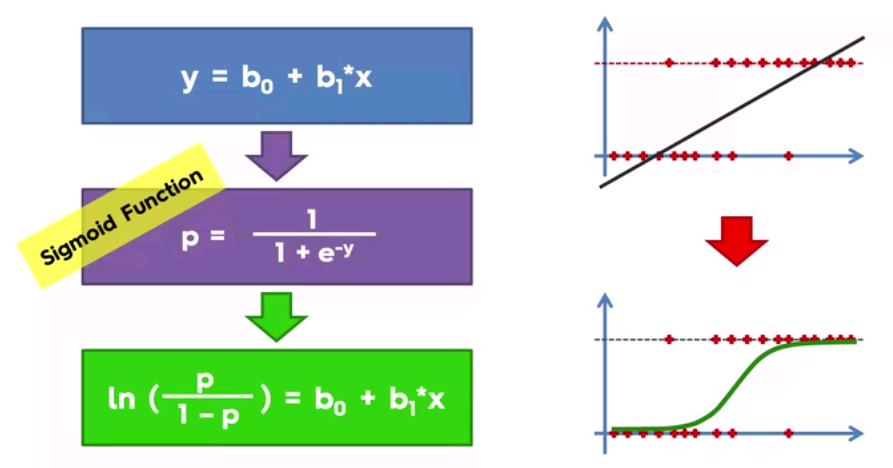 y = b₀ + b₁*x
Sigmoid Function
p = 1 / 1 + e⁻ʸ
ln ( p / 1 - p ) = b₀ + b₁*x